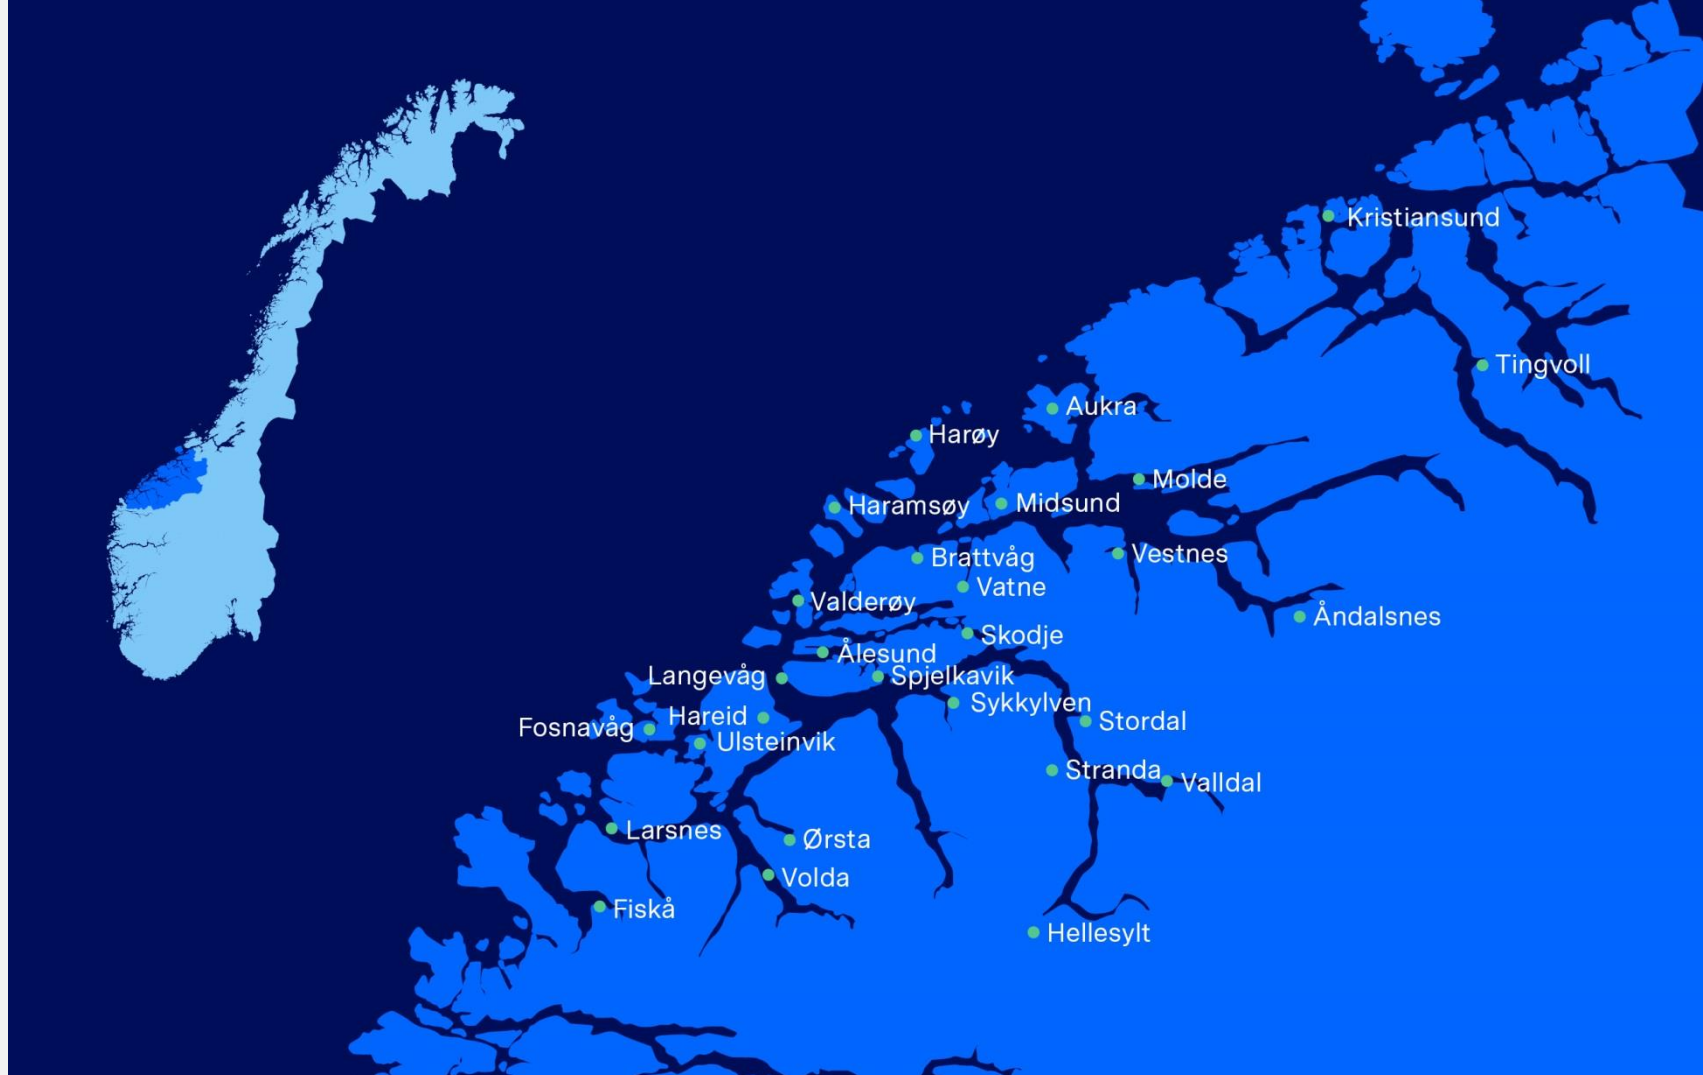 Kristiansund
Tingvoll
Aukra
Harøy
Molde
Midsund
Haramsøy
Brattvåg
Vestnes
Vatne
Valderøy
Åndalsnes
Skodje
Ålesund
Langevåg
Spjelkavik
Sykkylven
Hareid
Stordal
Fosnavåg
Ulsteinvik
Stranda
Valldal
Larsnes
Ørsta
Volda
Fiskå
Hellesylt